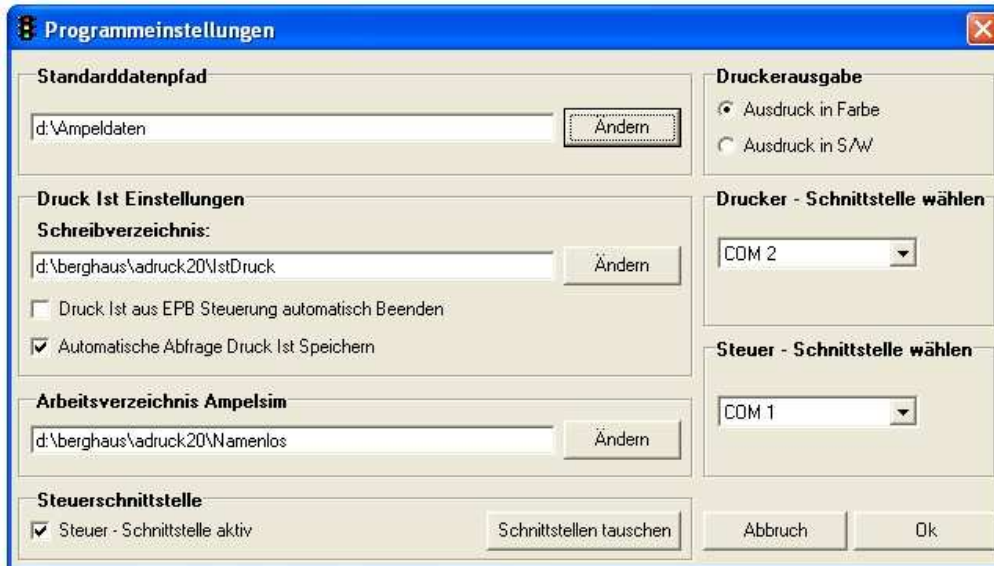 Programmeinstellungen
Standarddatenpfad
d:\Ampeldaten
Ändern
Druck Ist Einstellungen
Schreibverzeichnis:
d:\berghaus\adruck20\IstDruck
Ändern
Druck Ist aus EPB Steuerung automatisch Beenden
Automatische Abfrage Druck Ist Speichern
Arbeitsverzeichnis Ampelsim
d:\berghaus\adruck20\Namenlos
Ändern
Steuerschnittstelle
Steuer - Schnittstelle aktiv
Schnittstellen tauschen
Druckerausgabe
Ausdruck in Farbe
Ausdruck in S/W
Drucker - Schnittstelle wählen
COM 2
Steuer - Schnittstelle wählen
COM 1
Abbruch
Ok